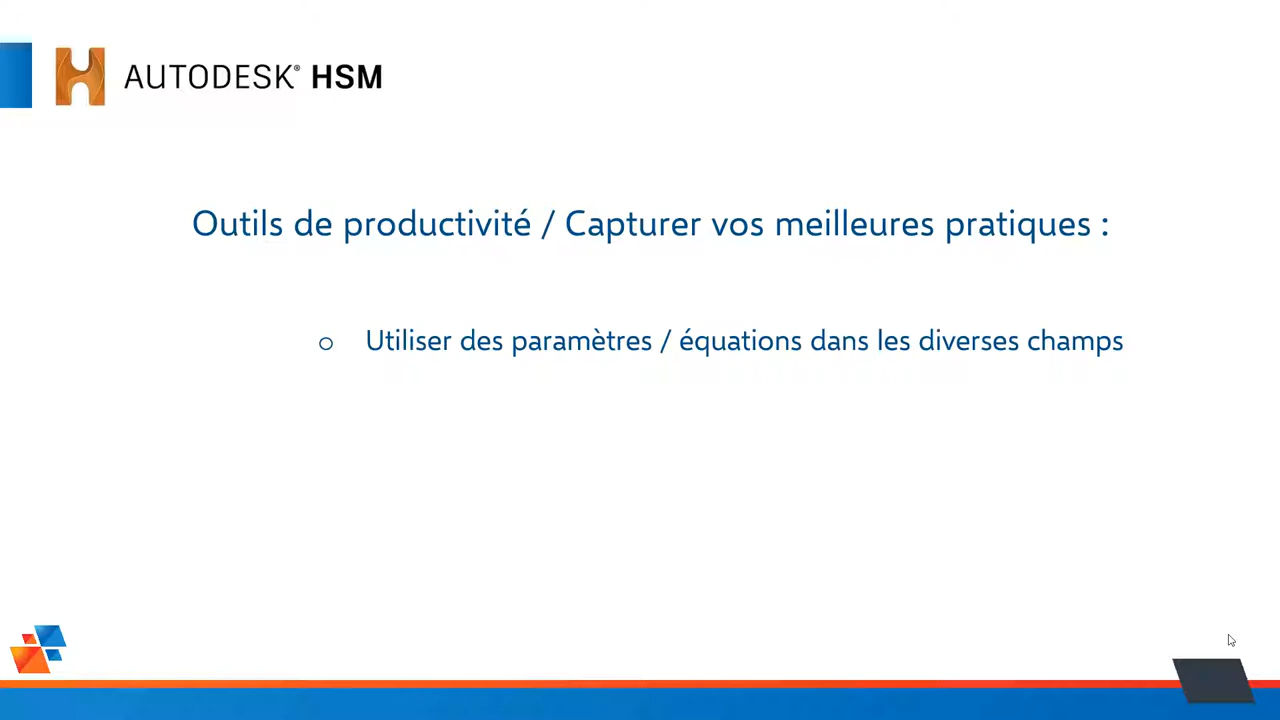 AUTODESK® HSM
Outils de productivité / Capturer vos meilleures pratiques :
o Utiliser des paramètres / équations dans les diverses champs